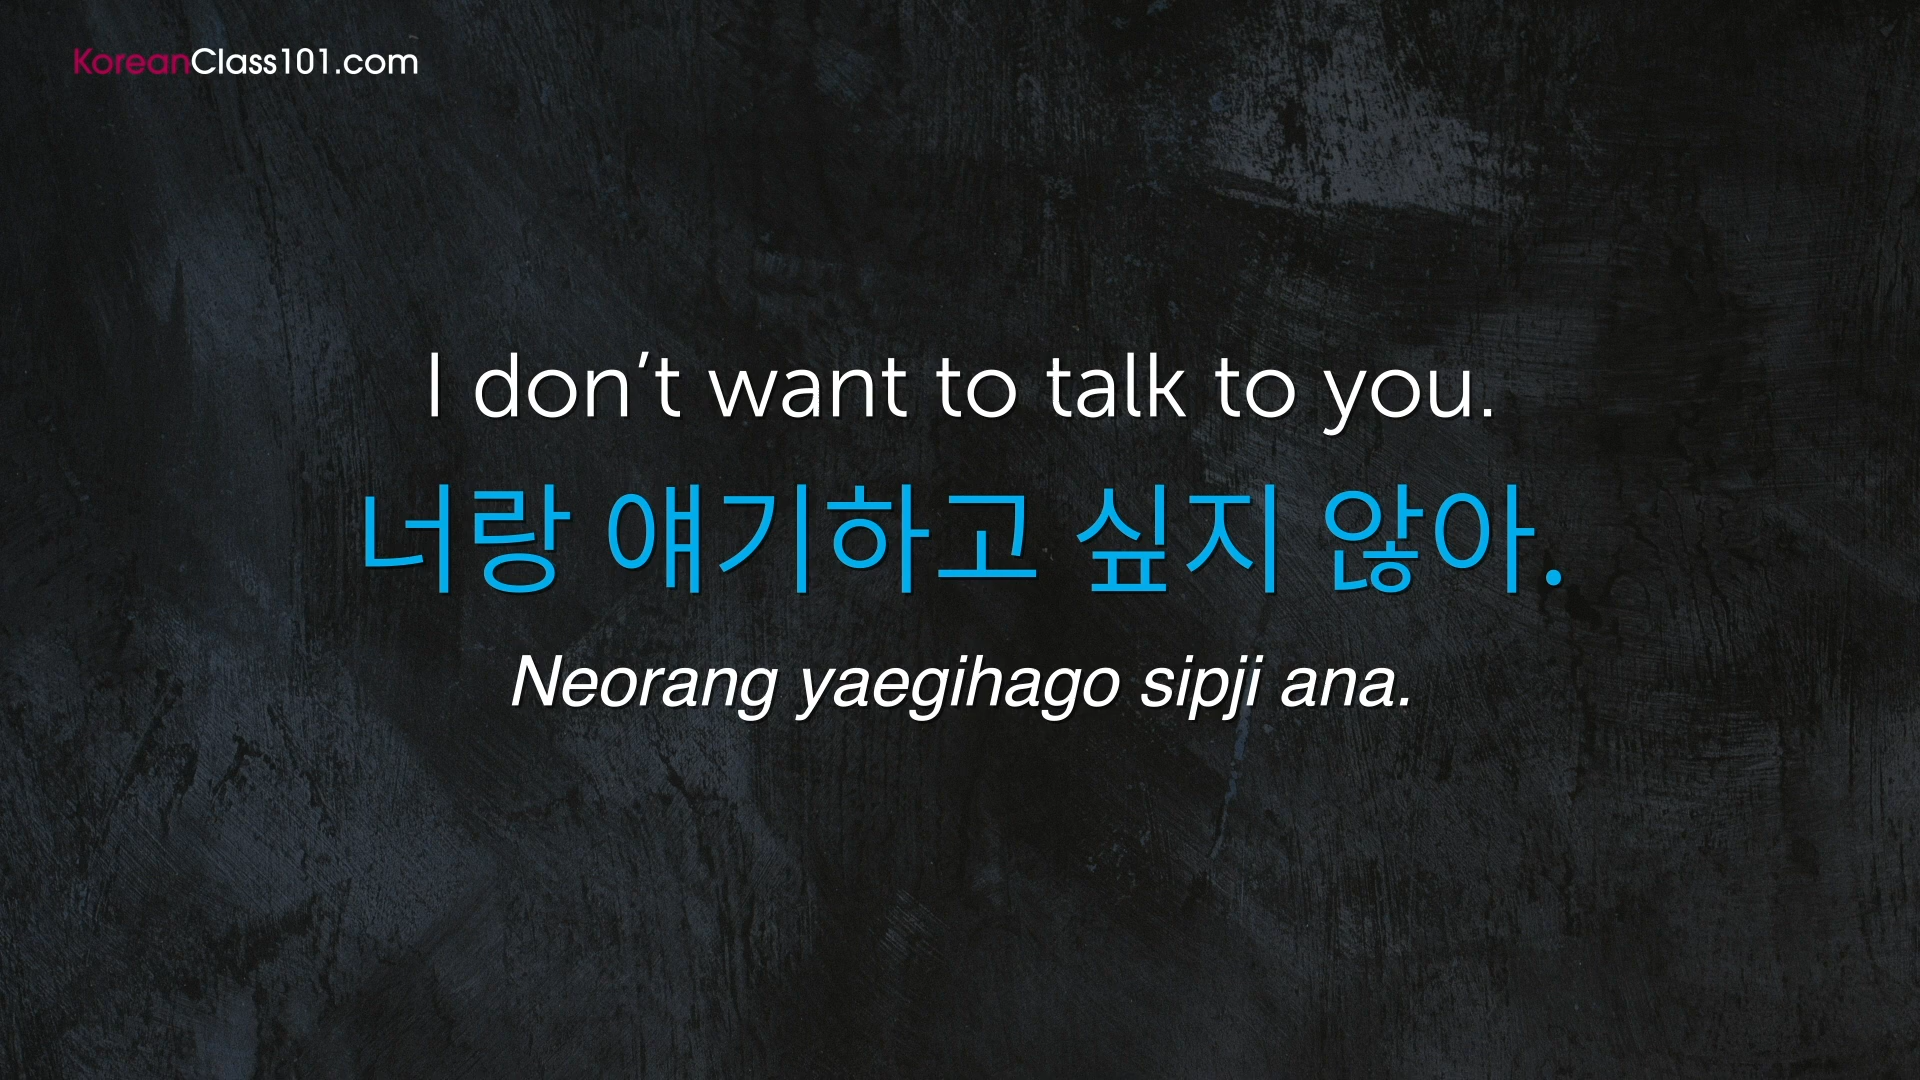 KoreanClass101.com
I don't want to talk to you.
너랑 얘기하고 싶지 않아.
Neorang yaegihago sipji ana.